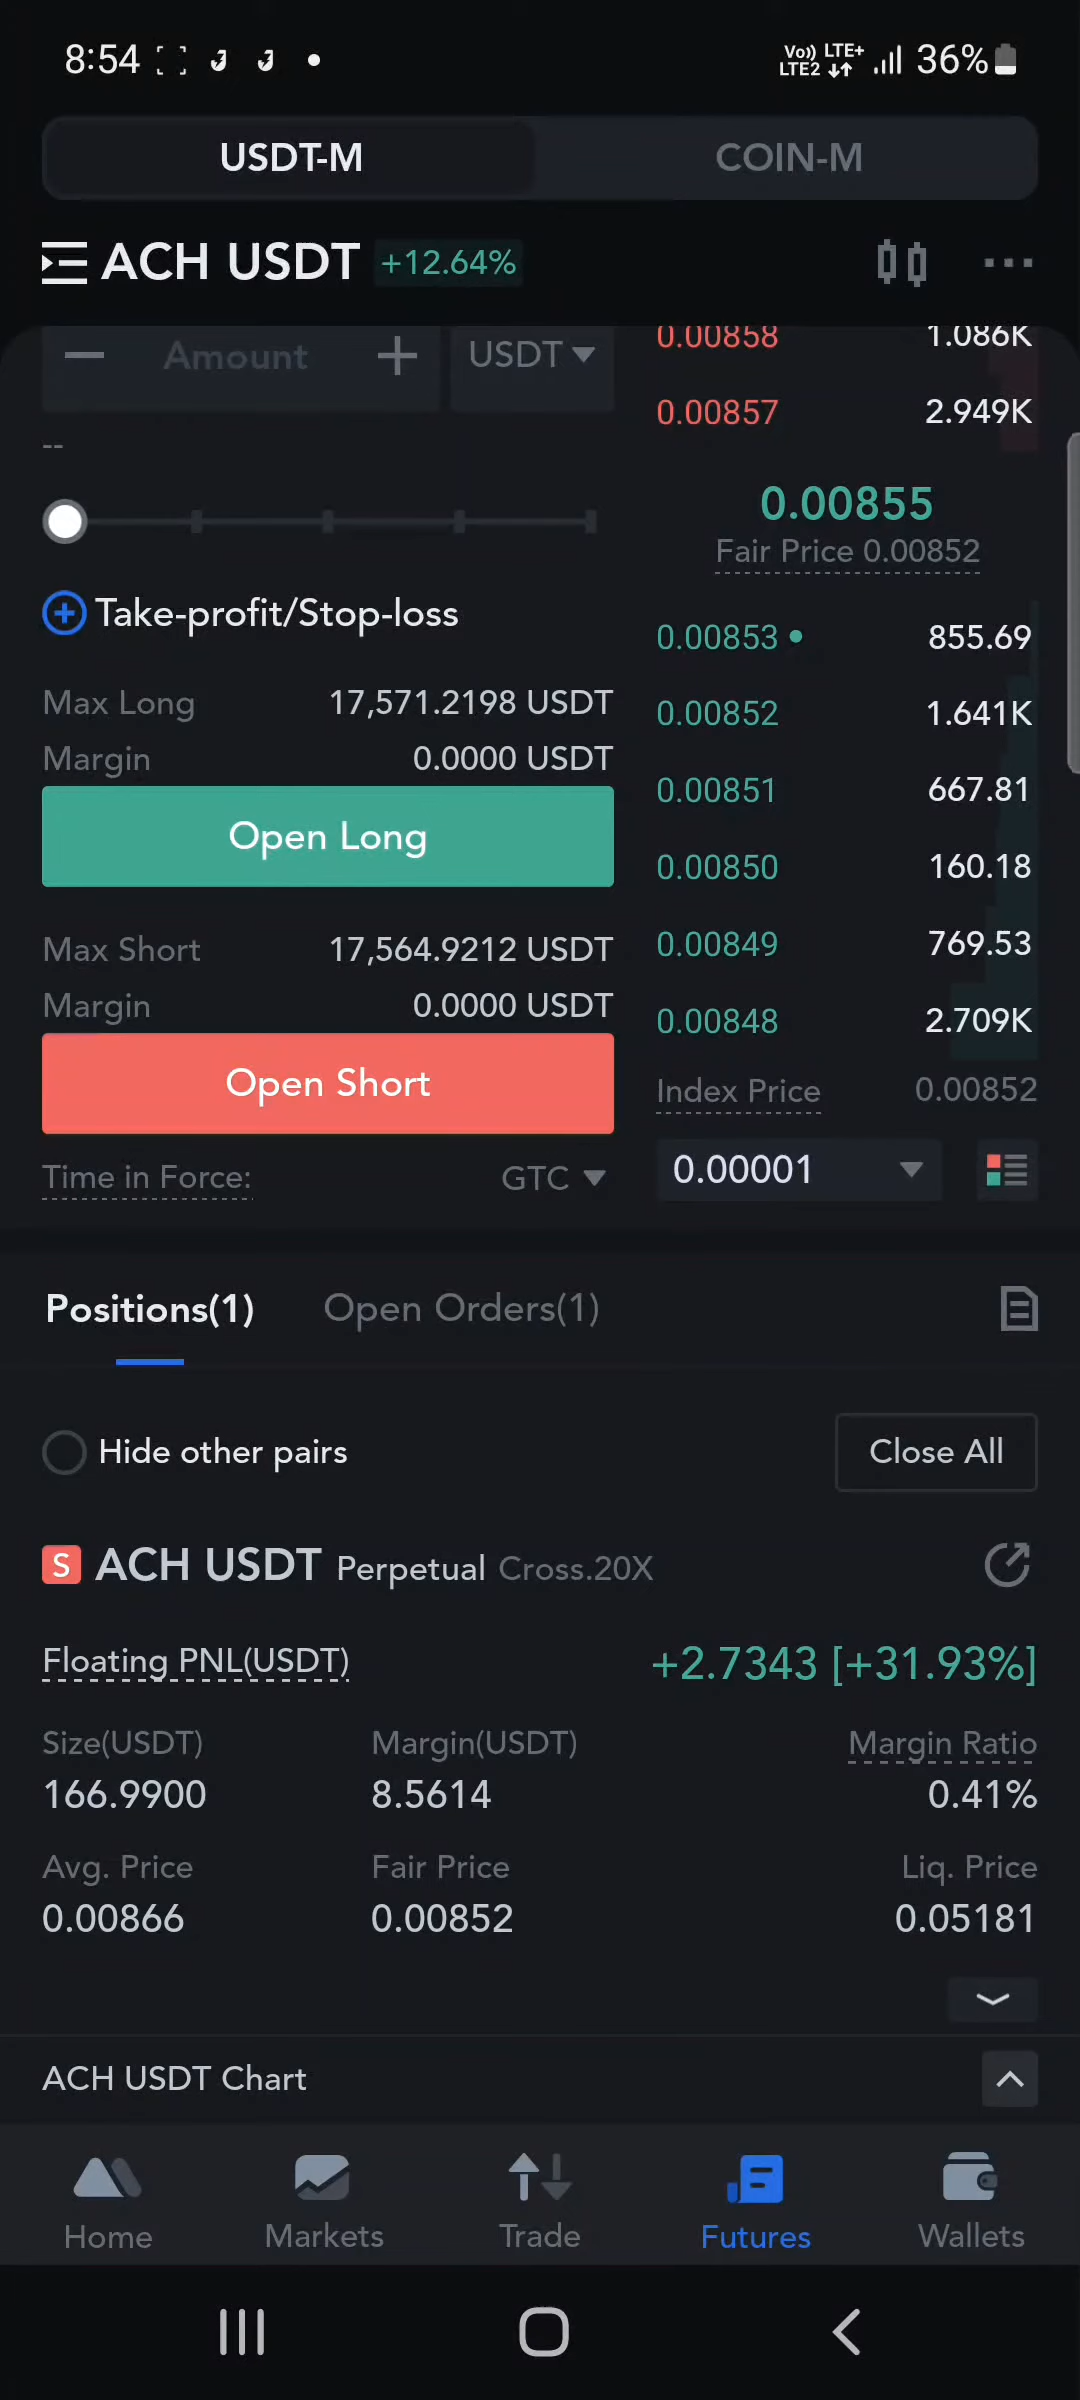 8:54 Vo)) LTE2 LTE+ 36%
USDT-M COIN-M
ACH USDT +12.64%
Amount USDT
--
0.00858 1.086K
0.00857 2.949K
0.00855
Fair Price 0.00852
Take-profit/Stop-loss
0.00853 855.69
Max Long 17,571.2198 USDT
0.00852 1.641K
Margin 0.0000 USDT
0.00851 667.81
Open Long
0.00850 160.18
Max Short 17,564.9212 USDT
0.00849 769.53
Margin 0.0000 USDT
0.00848 2.709K
Open Short
Index Price 0.00852
Time in Force: GTC
0.00001
Positions(1) Open Orders(1)
Hide other pairs Close All
S ACH USDT Perpetual Cross.20X
Floating PNL(USDT) +2.7343 [+31.93%]
Size(USDT) Margin(USDT) Margin Ratio
166.9900 8.5614 0.41%
Avg. Price Fair Price Liq. Price
0.00866 0.00852 0.05181
ACH USDT Chart
Home Markets Trade Futures Wallets